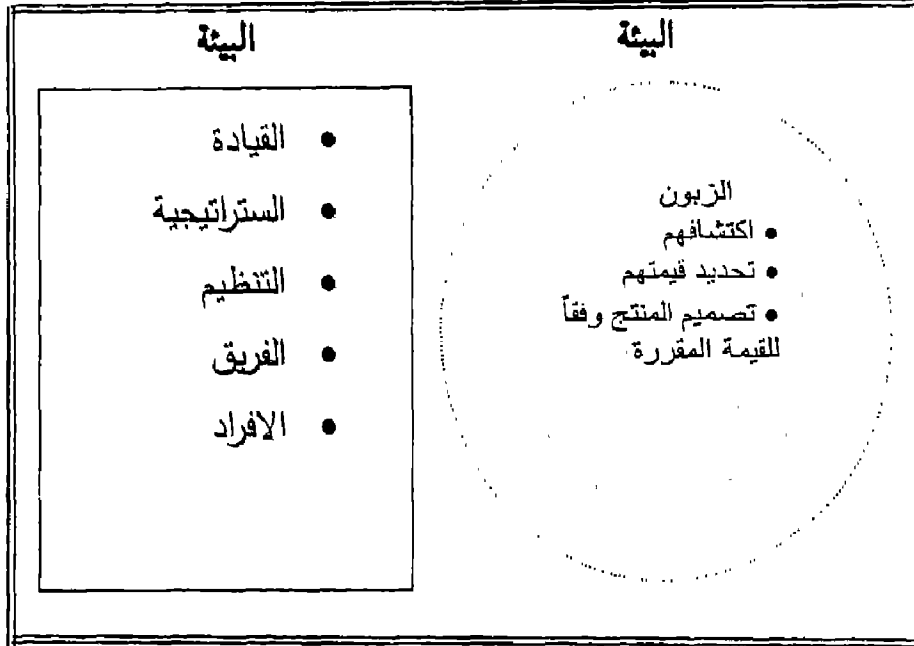 البيئة
الزبون
• اكتشافهم
• تحديد قيمتهم
• تصميم المنتج وفقاً
للقيمة المقررة
البيئة
• القيادة
• الستراتيجية
• التنظيم
• الفريق
• الافراد